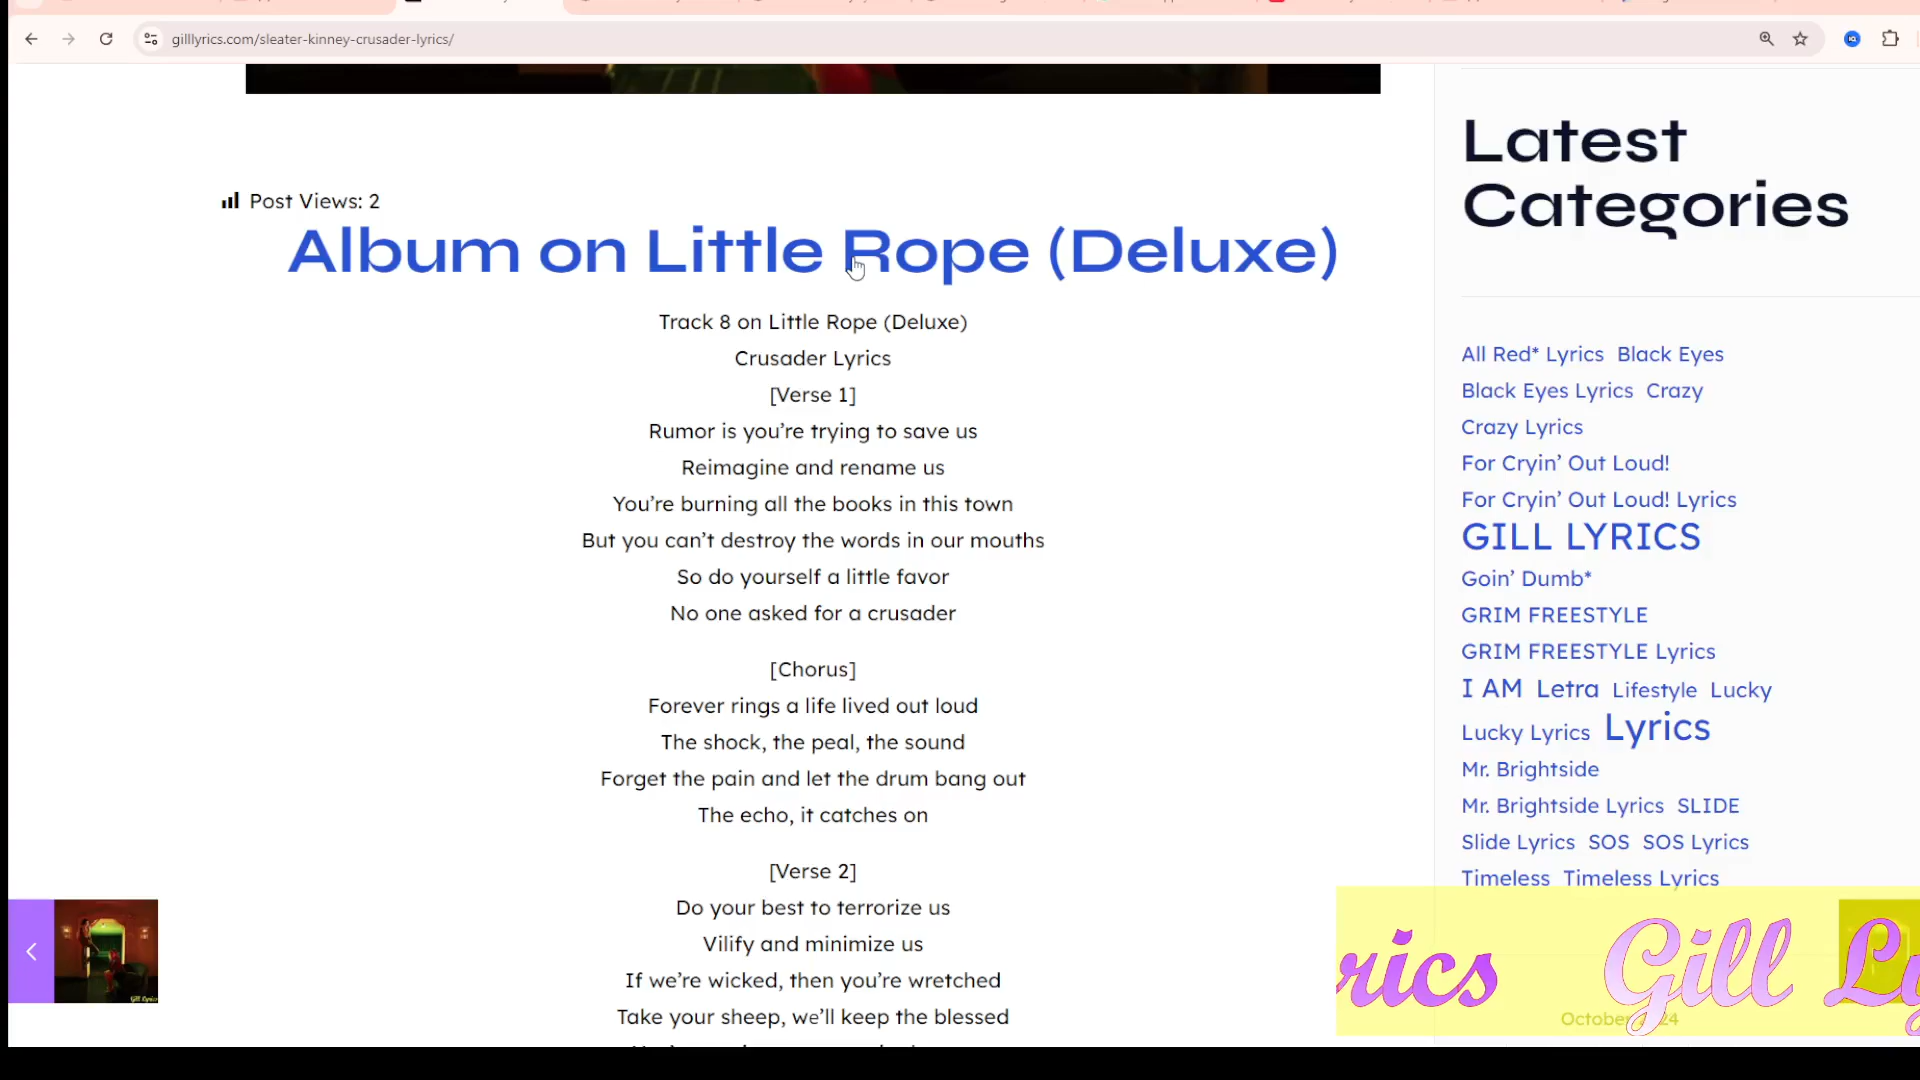 gilllyrics.com/sleater-kinney-crusader-lyrics/
Post Views: 2
Album on Little Rope (Deluxe)
Track 8 on Little Rope (Deluxe)
Crusader Lyrics
[Verse 1]
Rumor is you’re trying to save us
Reimagine and rename us
You’re burning all the books in this town
But you can’t destroy the words in our mouths
So do yourself a little favor
No one asked for a crusader
[Chorus]
Forever rings a life lived out loud
The shock, the peal, the sound
Forget the pain and let the drum bang out
The echo, it catches on
[Verse 2]
Do your best to terrorize us
Vilify and minimize us
If we’re wicked, then you’re wretched
Take your sheep, we’ll keep the blessed
Latest
Categories
All Red* Lyrics Black Eyes
Black Eyes Lyrics Crazy
Crazy Lyrics
For Cryin’ Out Loud!
For Cryin’ Out Loud! Lyrics
GILL LYRICS
Goin’ Dumb*
GRIM FREESTYLE
GRIM FREESTYLE Lyrics
I AM Letra Lifestyle Lucky
Lucky Lyrics Lyrics
Mr. Brightside
Mr. Brightside Lyrics SLIDE
Slide Lyrics SOS SOS Lyrics
Timeless Timeless Lyrics
rics Gill Ly
October
Gill Lyrics